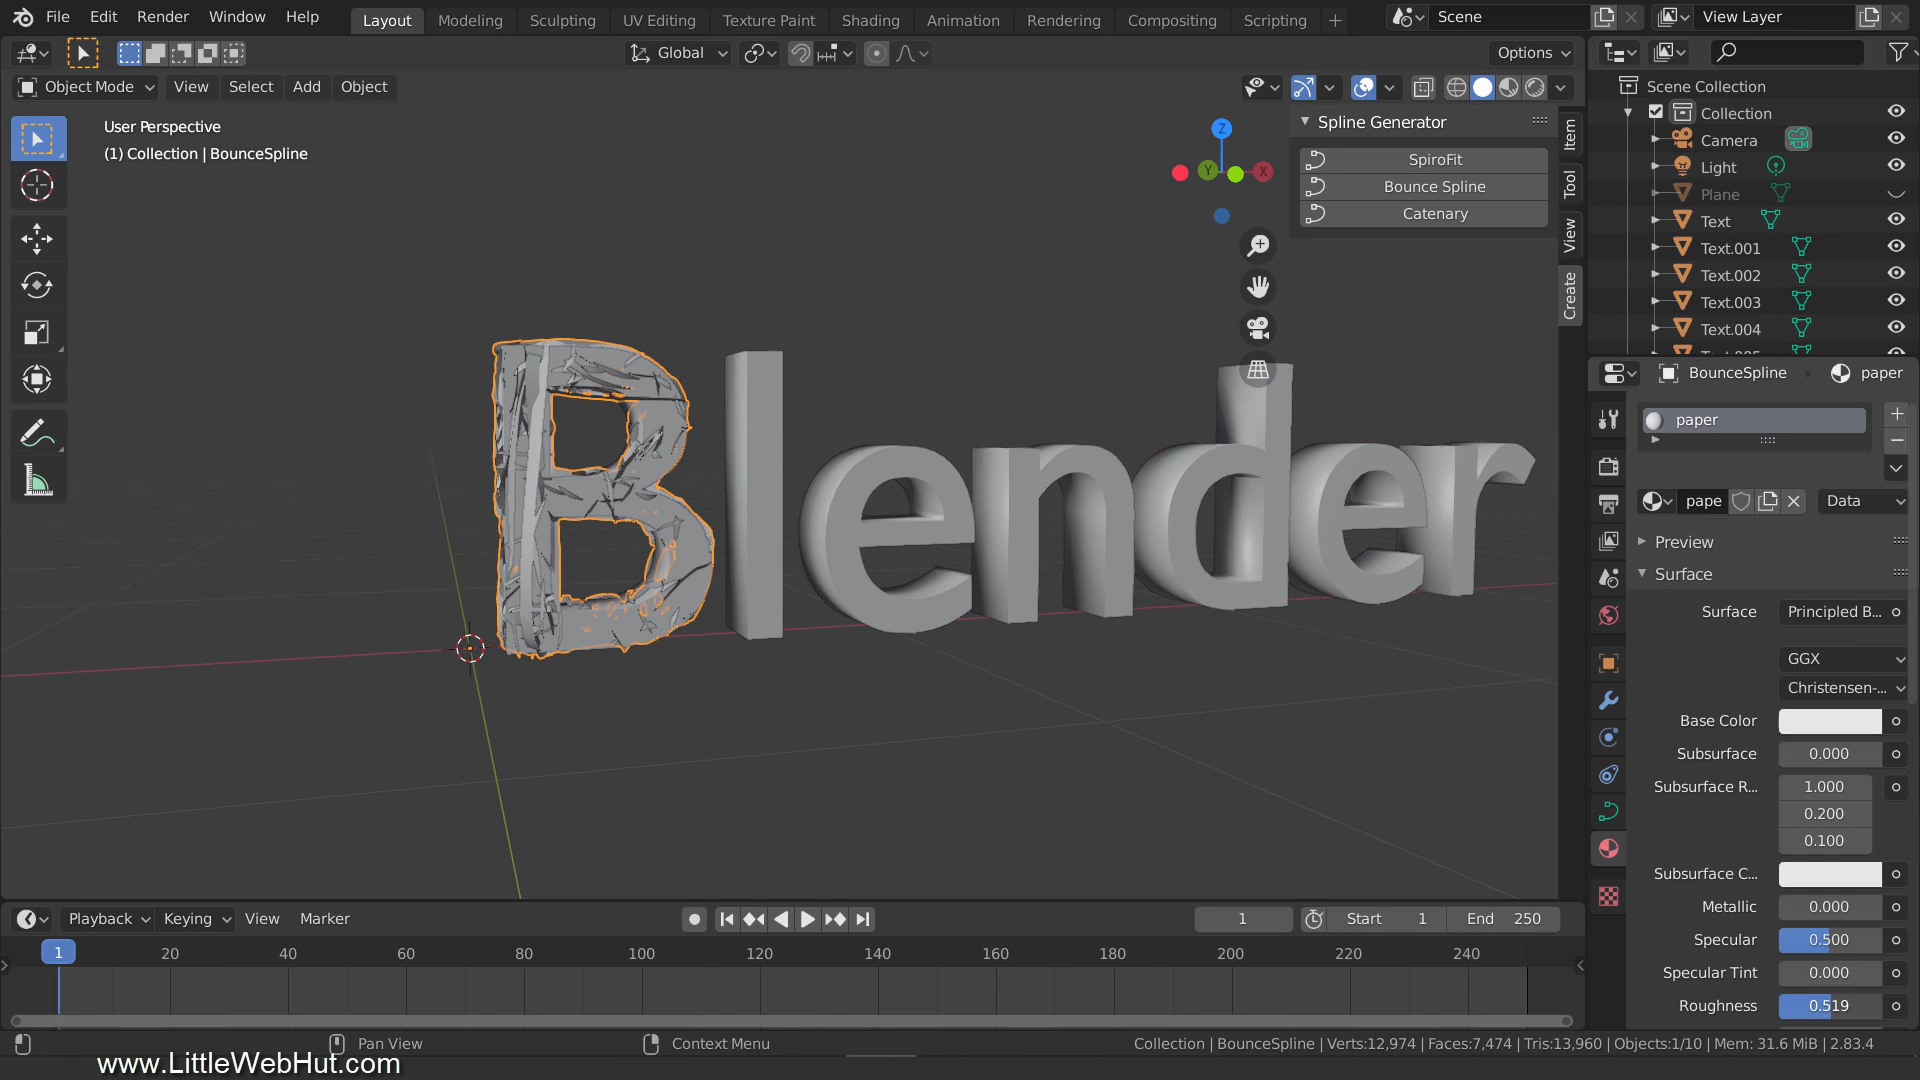 File Edit Render Window Help Layout Modeling Sculpting UV Editing Texture Paint Shading Animation Rendering Compositing Scripting Scene View Layer
Global Options
Object Mode View Select Add Object
User Perspective
(1) Collection | BounceSpline
Z
Y
X
Spline Generator
SpiroFit
Bounce Spline
Catenary
Item
Tool
View
Create
Blender
Scene Collection
Collection
Camera
Light
Plane
Text
Text.001
Text.002
Text.003
Text.004
BounceSpline paper
paper
pape Data
Preview
Surface
Surface Principled B...
GGX
Christensen-...
Base Color
Subsurface 0.000
Subsurface R... 1.000
0.200
0.100
Subsurface C...
Metallic 0.000
Specular 0.500
Specular Tint 0.000
Roughness 0.519
Playback Keying View Marker 1 Start 1 End 250
1 20 40 60 80 100 120 140 160 180 200 220 240
Pan View Context Menu Collection | BounceSpline | Verts:12,974 | Faces:7,474 | Tris:13,960 | Objects:1/10 | Mem: 31.6 MiB | 2.83.4
www.LittleWebHut.com